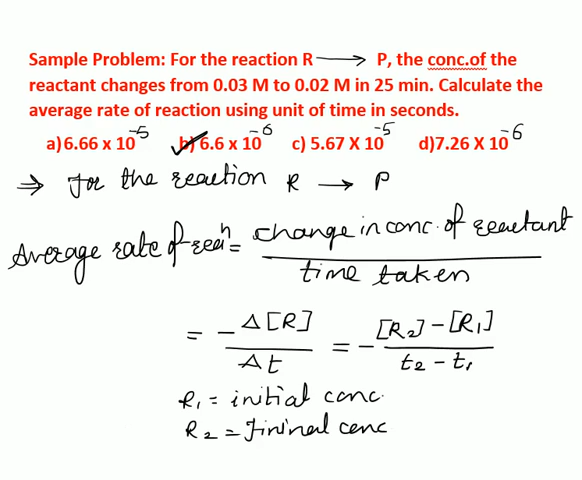 Sample Problem: For the reaction R ⟶ P, the conc.of the
reactant changes from 0.03 M to 0.02 M in 25 min. Calculate the
average rate of reaction using unit of time in seconds.
a)6.66 x 10⁻⁵ b)6.6 x 10⁻⁶ c) 5.67 X 10⁻⁵ d)7.26 X 10⁻⁶
⇒ For the reaction R → P
Average rate of reaⁿ = change in conc. of reactant / time taken
= - Δ[R] / Δt = - [R₂] - [R₁] / t₂ - t₁
R₁ = initial conc.
R₂ = Fininal conc